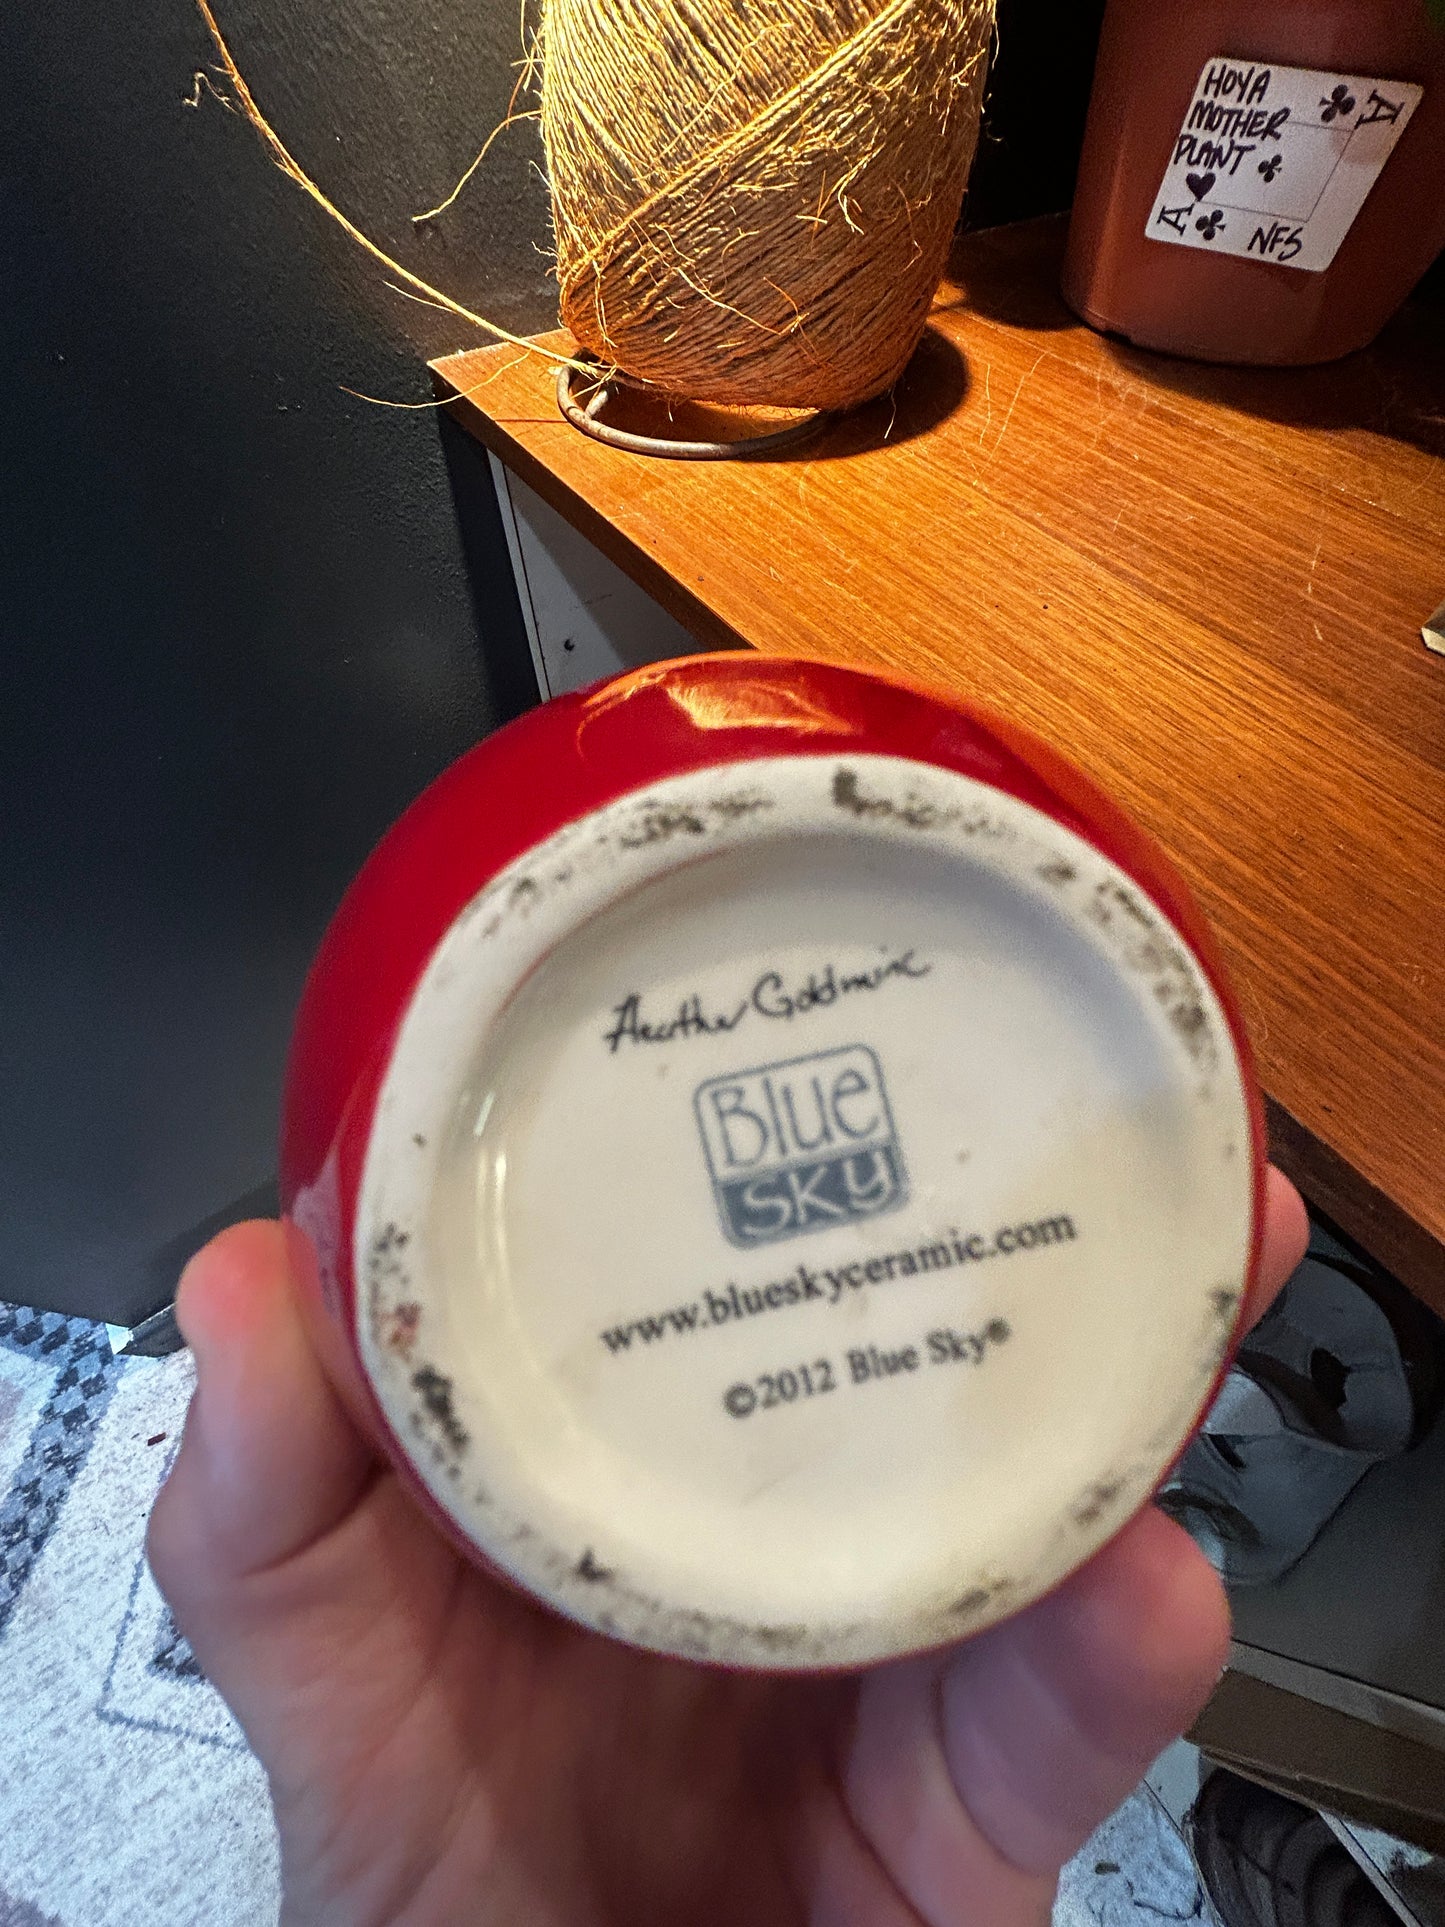 HOYA
MOTHER
PLANT
A
A
NFS
Heather Goldminc
Blue
SKY
www.blueskyceramic.com
©2012 Blue Sky®